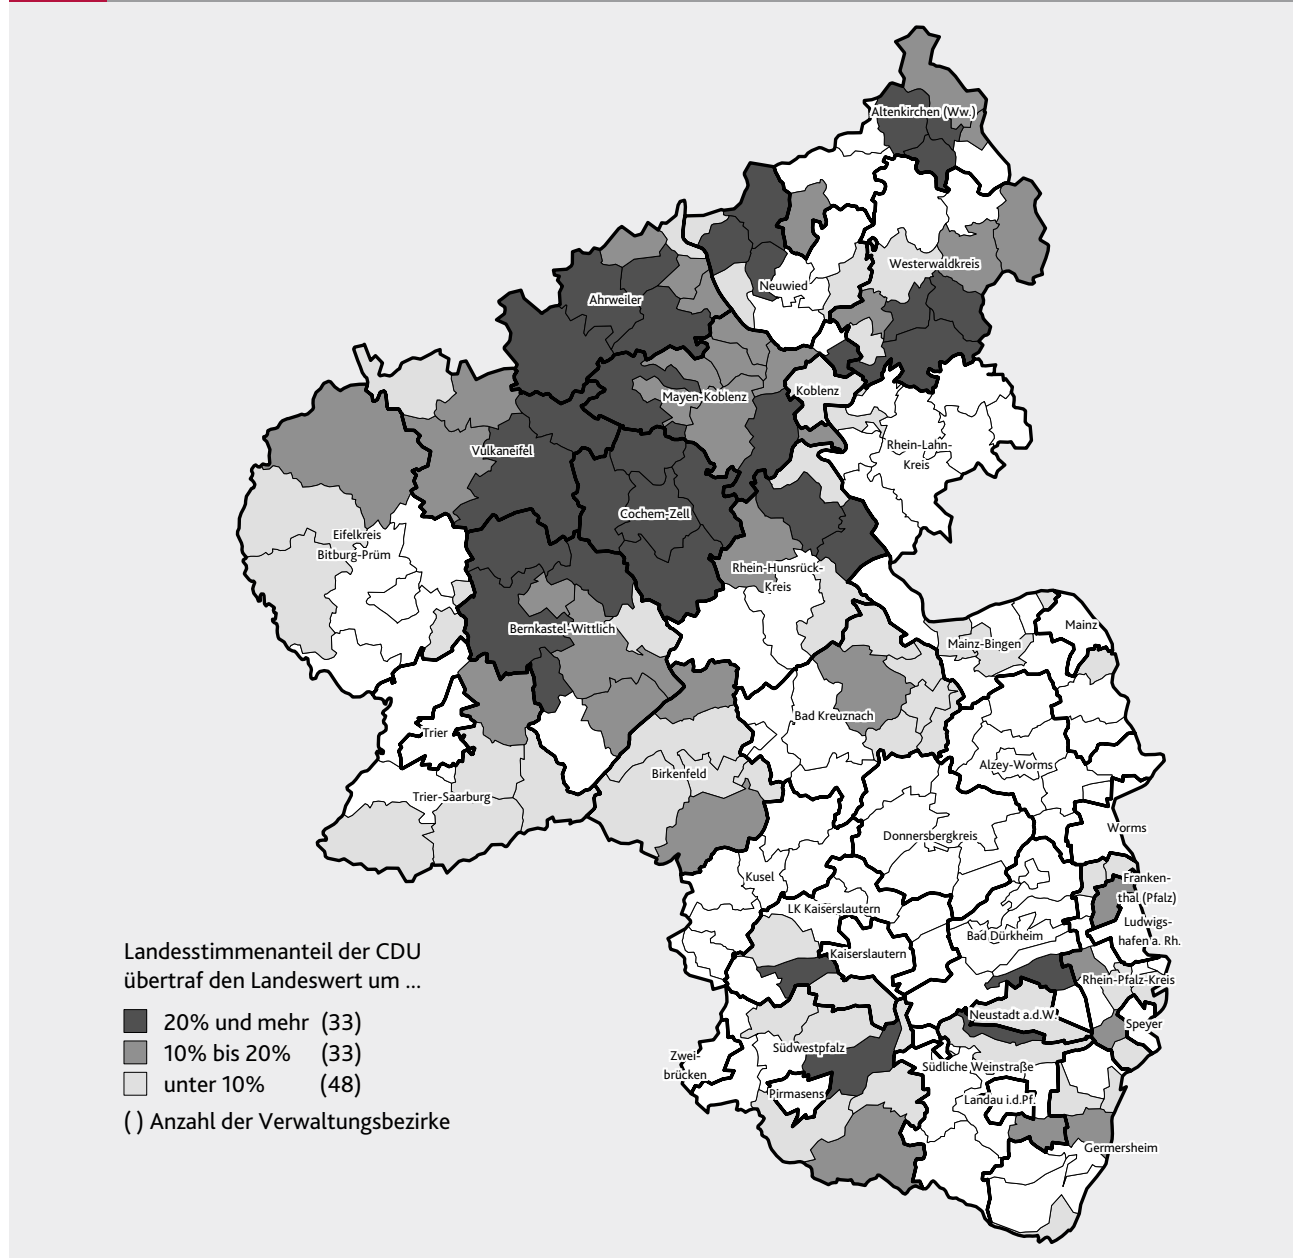 Altenkirchen (Ww.)
Westerwaldkreis
Neuwied
Ahrweiler
Mayen-Koblenz
Koblenz
Rhein-Lahn-
Kreis
Vulkaneifel
Cochem-Zell
Eifelkreis
Bitburg-Prüm
Rhein-Hunsrück-
Kreis
Bernkastel-Wittlich
Mainz
Mainz-Bingen
Bad Kreuznach
Trier
Alzey-Worms
Birkenfeld
Trier-Saarburg
Worms
Donnersbergkreis
Kusel
Franken-
thal (Pfalz)
LK Kaiserslautern
Ludwigs-
hafen a. Rh.
Bad Dürkheim
Kaiserslautern
Rhein-Pfalz-Kreis
Neustadt a.d.W.
Speyer
Südwestpfalz
Zwei-
brücken
Südliche Weinstraße
Pirmasens
Landau i.d.Pf.
Germersheim
Landesstimmenanteil der CDU
übertraf den Landeswert um ...
20% und mehr (33)
10% bis 20% (33)
unter 10% (48)
( ) Anzahl der Verwaltungsbezirke